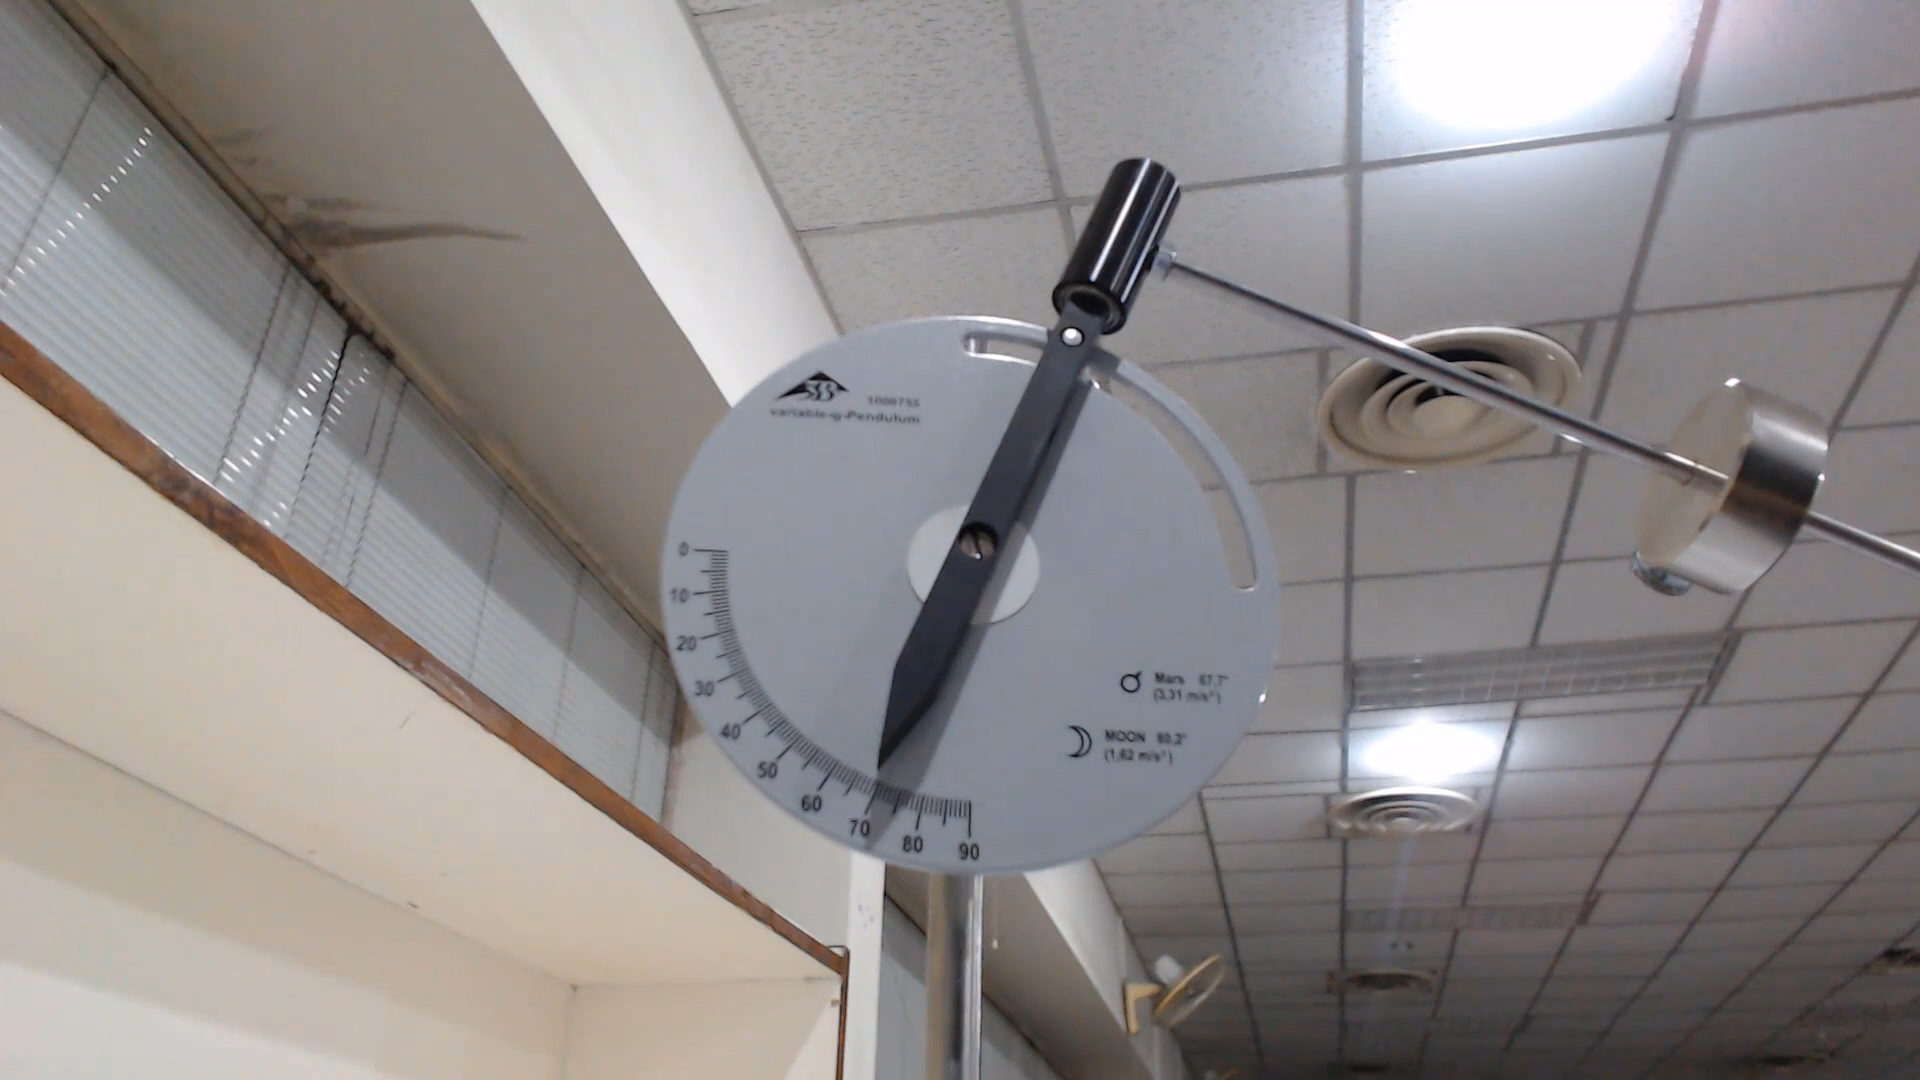 3B
1000755
variable-g-Pendulum
0
10
20
30
40
50
60
70
80
90
Mars 67,7°
(3,31 m/s²)
MOON 80,2°
(1,62 m/s²)